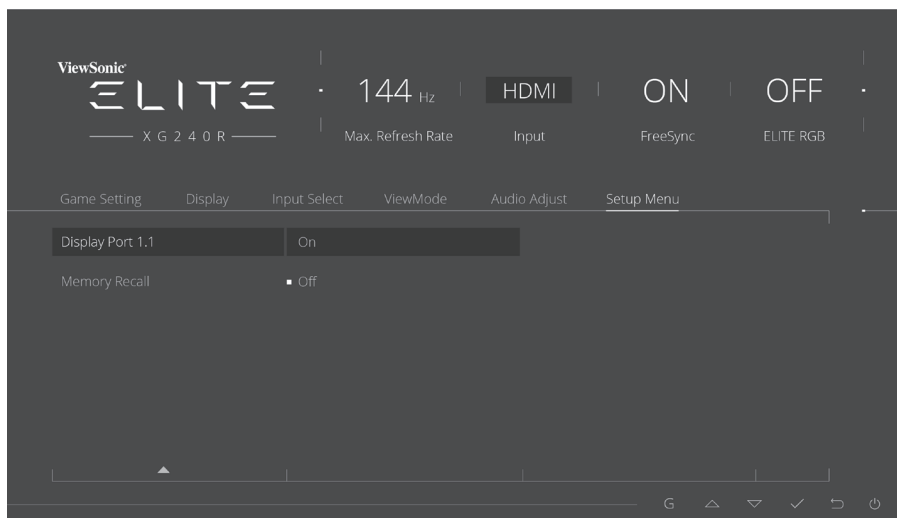 ViewSonic
ELITE
XG240R
144 Hz
Max. Refresh Rate
HDMI
Input
ON
FreeSync
OFF
ELITE RGB
Game Setting Display Input Select ViewMode Audio Adjust Setup Menu
Display Port 1.1 On
Memory Recall Off
G